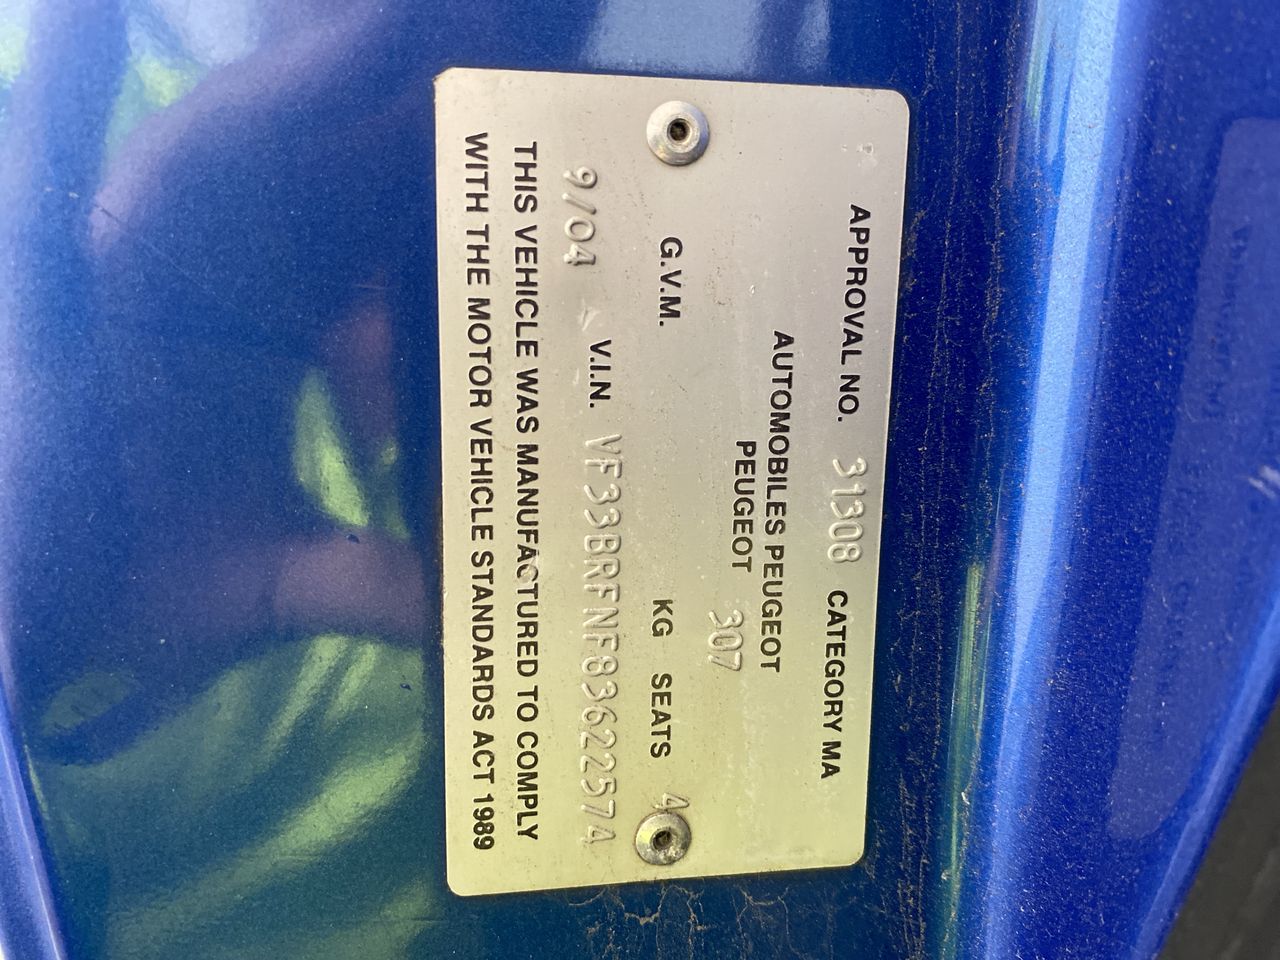 APPROVAL NO. 31308 CATEGORY MA
AUTOMOBILES PEUGEOT
PEUGEOT 307
G.V.M. KG SEATS 4
9/04 V.I.N. VF33BRFNF83622574
THIS VEHICLE WAS MANUFACTURED TO COMPLY
WITH THE MOTOR VEHICLE STANDARDS ACT 1989